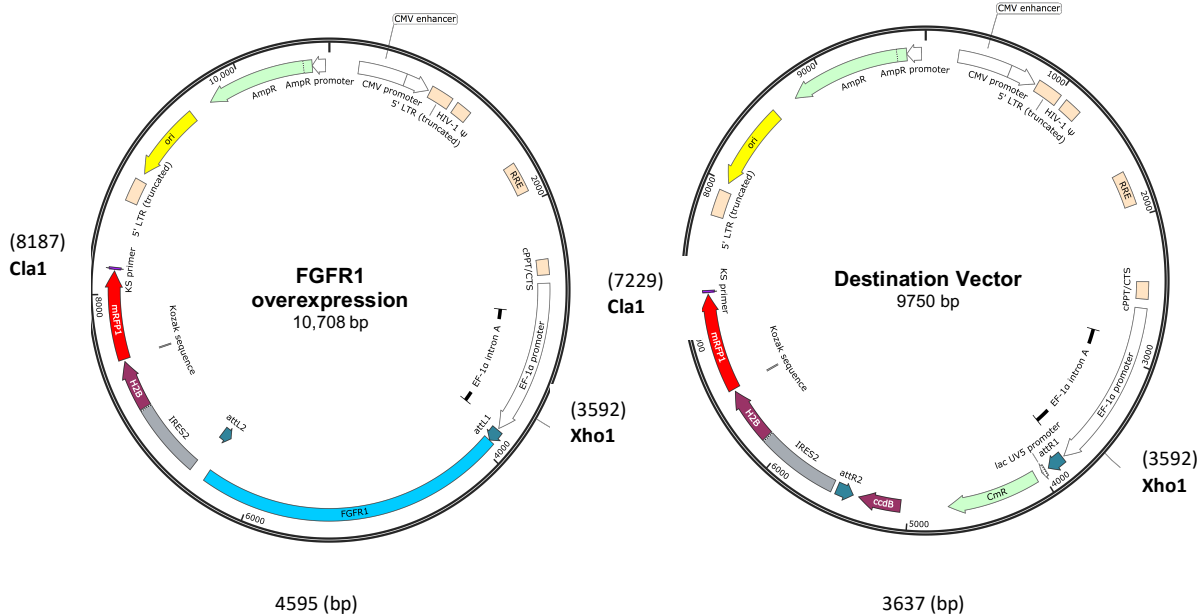 CMV enhancer
10,000
AmpR
AmpR promoter
CMV promoter
5' LTR (truncated)
HIV-1 Ψ
ori
5' LTR (truncated)
RRE
2000
(8187)
Cla1
KS primer
8000
mRFP1
Kozak sequence
FGFR1
overexpression
10,708 bp
cPPT/CTS
EF-1α intron A
EF-1α promoter
(3592)
Xho1
H2B
IRES2
attL2
attL1
4000
FGFR1
6000
4595 (bp)
CMV enhancer
9000
AmpR
AmpR promoter
CMV promoter
1000
5' LTR (truncated)
HIV-1 Ψ
ori
8000
5' LTR (truncated)
RRE
2000
(7229)
Cla1
KS primer
mRFP1
Kozak sequence
Destination Vector
9750 bp
cPPT/CTS
3000
EF-1α intron A
EF-1α promoter
(3592)
Xho1
H2B
IRES2
6000
attR2
ccdB
5000
CmR
lac UV5 promoter
attR1
4000
3637 (bp)